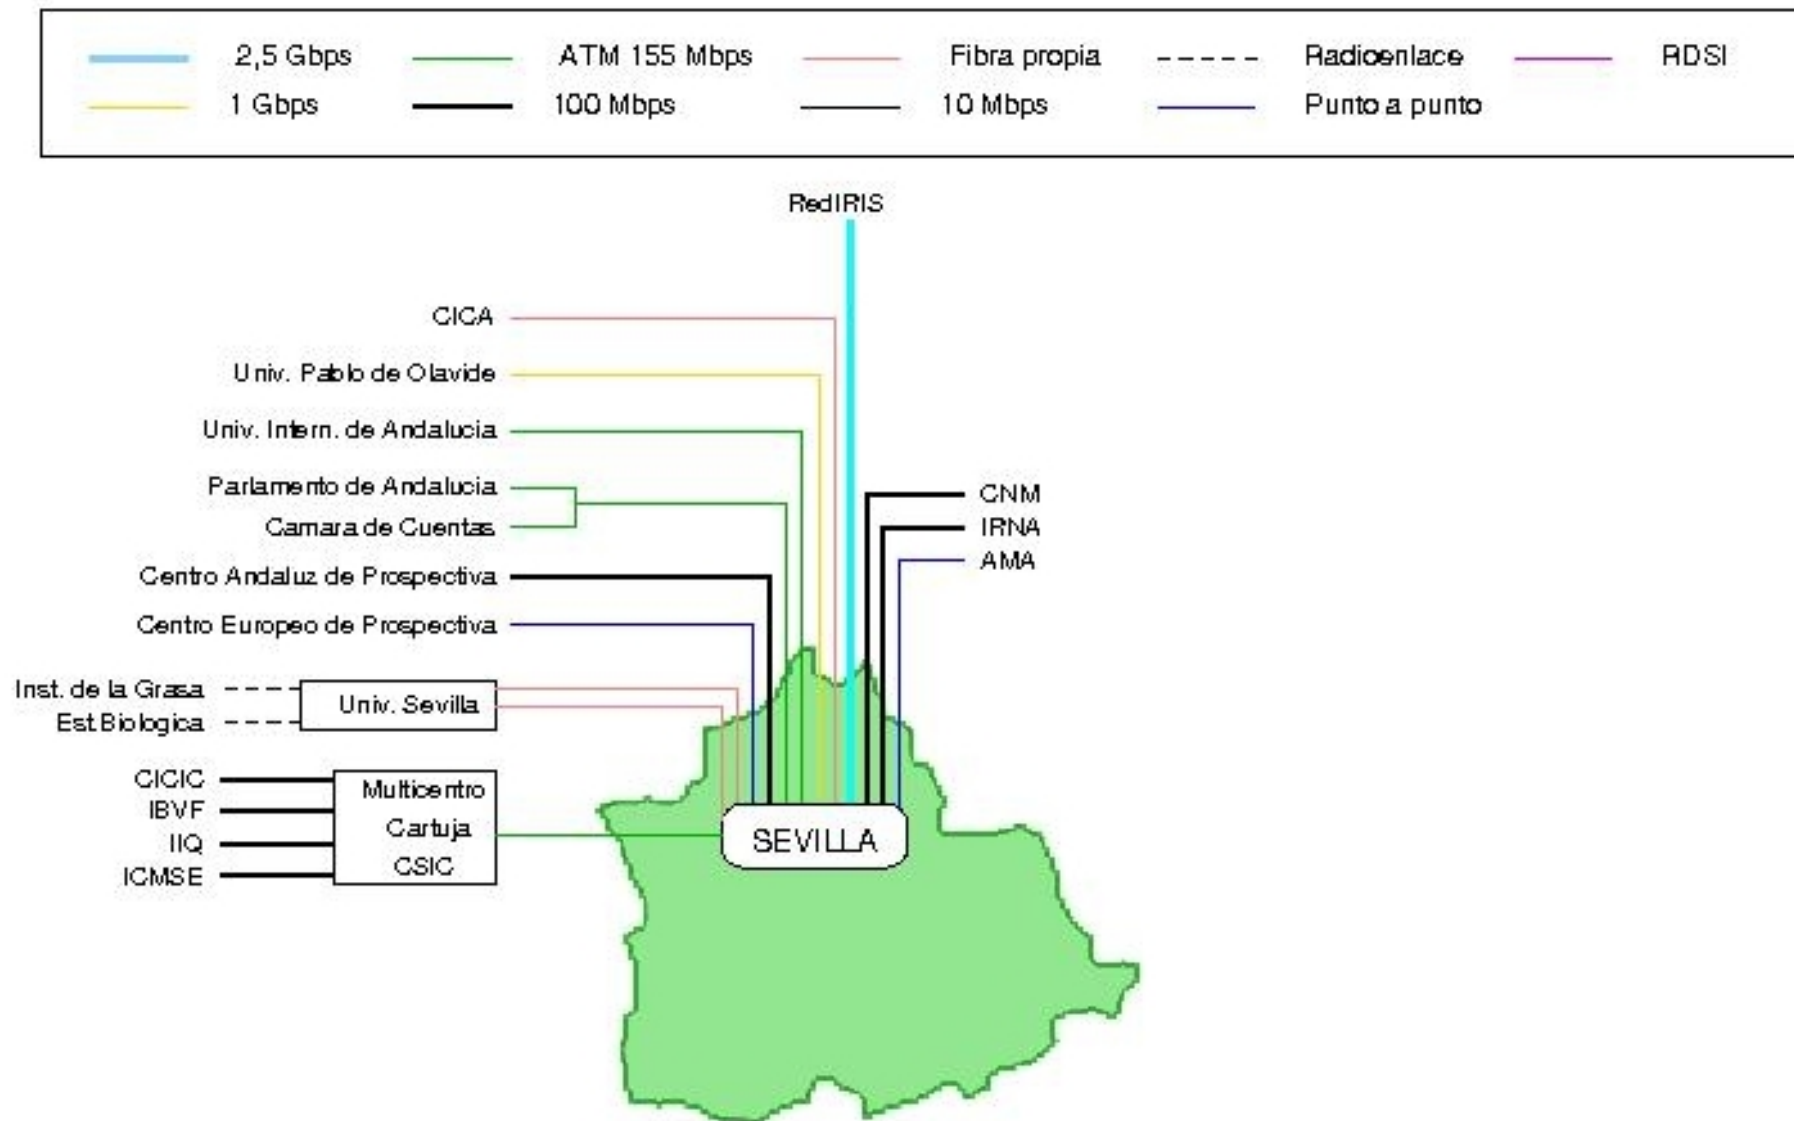 2,5 Gbps ATM 155 Mbps Fibra propia Radioenlace RDSI
1 Gbps 100 Mbps 10 Mbps Punto a punto
RedIRIS
CICA
Univ. Pablo de Olavide
Univ. Intern. de Andalucia
Parlamento de Andalucia
Camara de Cuentas
Centro Andaluz de Prospectiva
Centro Europeo de Prospectiva
CNM
IRNA
AMA
Inst. de la Grasa
Est.Biologica
Univ. Sevilla
CICIC
IBVF
IIQ
ICMSE
Multicentro
Cartuja
CSIC
SEVILLA